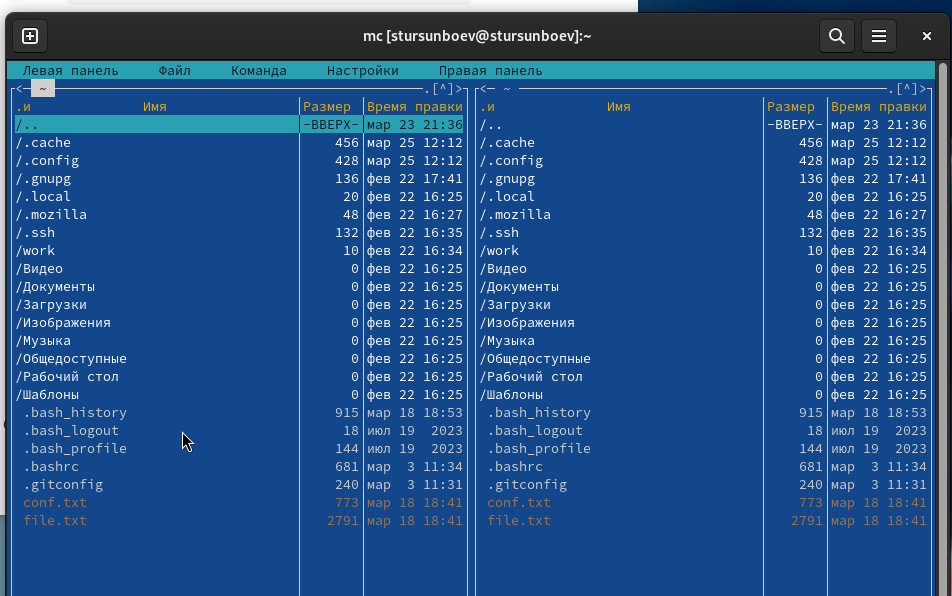 mc [stursunboev@stursunboev]:~
Левая панель Файл Команда Настройки Правая панель
<─ ~ ─.[^]>
.и Имя Размер Время правки
/.. -ВВЕРХ- мар 23 21:36
/.cache 456 мар 25 12:12
/.config 428 мар 25 12:12
/.gnupg 136 фев 22 17:41
/.local 20 фев 22 16:25
/.mozilla 48 фев 22 16:27
/.ssh 132 фев 22 16:35
/work 10 фев 22 16:34
/Видео 0 фев 22 16:25
/Документы 0 фев 22 16:25
/Загрузки 0 фев 22 16:25
/Изображения 0 фев 22 16:25
/Музыка 0 фев 22 16:25
/Общедоступные 0 фев 22 16:25
/Рабочий стол 0 фев 22 16:25
/Шаблоны 0 фев 22 16:25
.bash_history 915 мар 18 18:53
.bash_logout 18 июл 19 2023
.bash_profile 144 июл 19 2023
.bashrc 681 мар 3 11:34
.gitconfig 240 мар 3 11:31
conf.txt 773 мар 18 18:41
file.txt 2791 мар 18 18:41
<─ ~ ─.[^]>
.и Имя Размер Время правки
/.. -ВВЕРХ- мар 23 21:36
/.cache 456 мар 25 12:12
/.config 428 мар 25 12:12
/.gnupg 136 фев 22 17:41
/.local 20 фев 22 16:25
/.mozilla 48 фев 22 16:27
/.ssh 132 фев 22 16:35
/work 10 фев 22 16:34
/Видео 0 фев 22 16:25
/Документы 0 фев 22 16:25
/Загрузки 0 фев 22 16:25
/Изображения 0 фев 22 16:25
/Музыка 0 фев 22 16:25
/Общедоступные 0 фев 22 16:25
/Рабочий стол 0 фев 22 16:25
/Шаблоны 0 фев 22 16:25
.bash_history 915 мар 18 18:53
.bash_logout 18 июл 19 2023
.bash_profile 144 июл 19 2023
.bashrc 681 мар 3 11:34
.gitconfig 240 мар 3 11:31
conf.txt 773 мар 18 18:41
file.txt 2791 мар 18 18:41